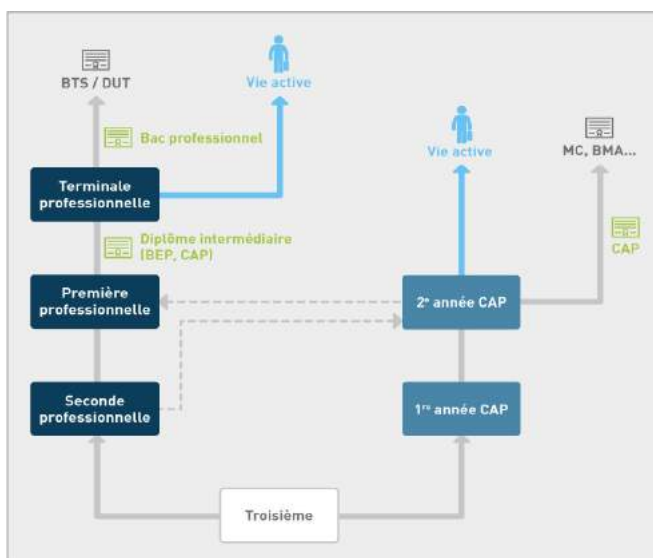 BTS / DUT
Vie active
Bac professionnel
Vie active
MC, BMA...
Terminale
professionnelle
Diplôme intermédiaire
(BEP, CAP)
CAP
Première
professionnelle
2e année CAP
Seconde
professionnelle
1re année CAP
Troisième